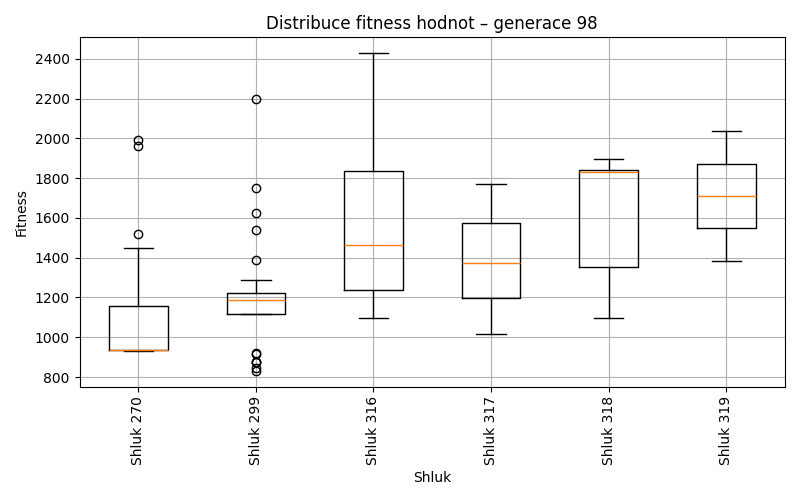 Distribuce fitness hodnot – generace 98
Fitness
2400
2200
2000
1800
1600
1400
1200
1000
800
Shluk 270
Shluk 299
Shluk 316
Shluk 317
Shluk 318
Shluk 319
Shluk